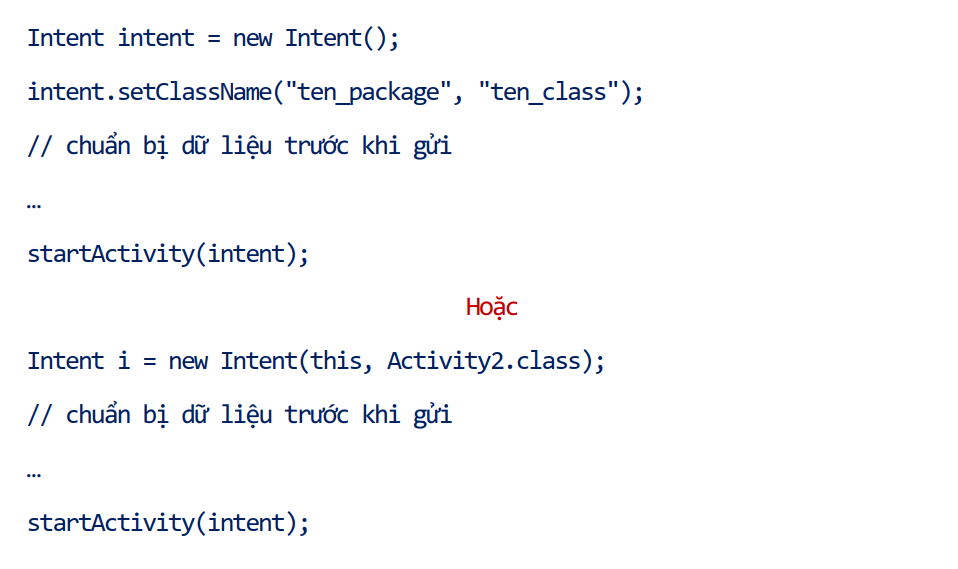 Intent intent = new Intent();
intent.setClassName("ten_package", "ten_class");
// chuẩn bị dữ liệu trước khi gửi
…
startActivity(intent);
Hoặc
Intent i = new Intent(this, Activity2.class);
// chuẩn bị dữ liệu trước khi gửi
…
startActivity(intent);